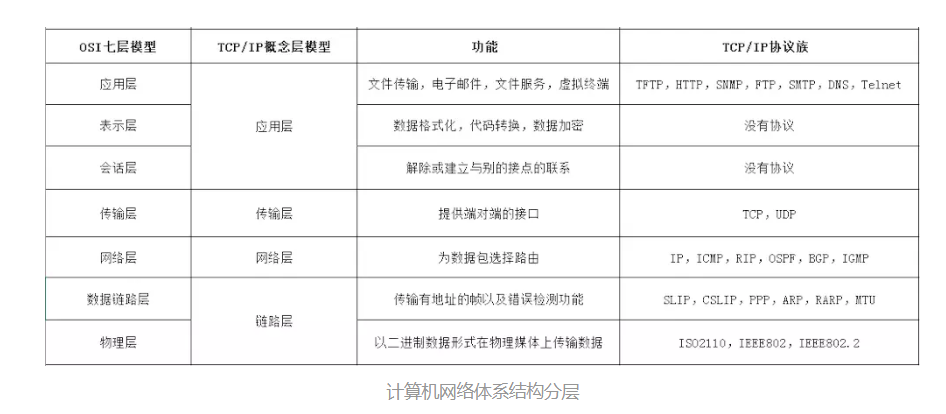 OSI七层模型 TCP/IP概念层模型 功能 TCP/IP协议族
应用层 文件传输，电子邮件，文件服务，虚拟终端 TFTP，HTTP，SNMP，FTP，SMTP，DNS，Telnet
表示层 应用层 数据格式化，代码转换，数据加密 没有协议
会话层 解除或建立与别的接点的联系 没有协议
传输层 传输层 提供端对端的接口 TCP，UDP
网络层 网络层 为数据包选择路由 IP，ICMP，RIP，OSPF，BGP，IGMP
数据链路层 传输有地址的帧以及错误检测功能 SLIP，CSLIP，PPP，ARP，RARP，MTU
链路层
物理层 以二进制数据形式在物理媒体上传输数据 ISO2110，IEEE802，IEEE802.2
计算机网络体系结构分层